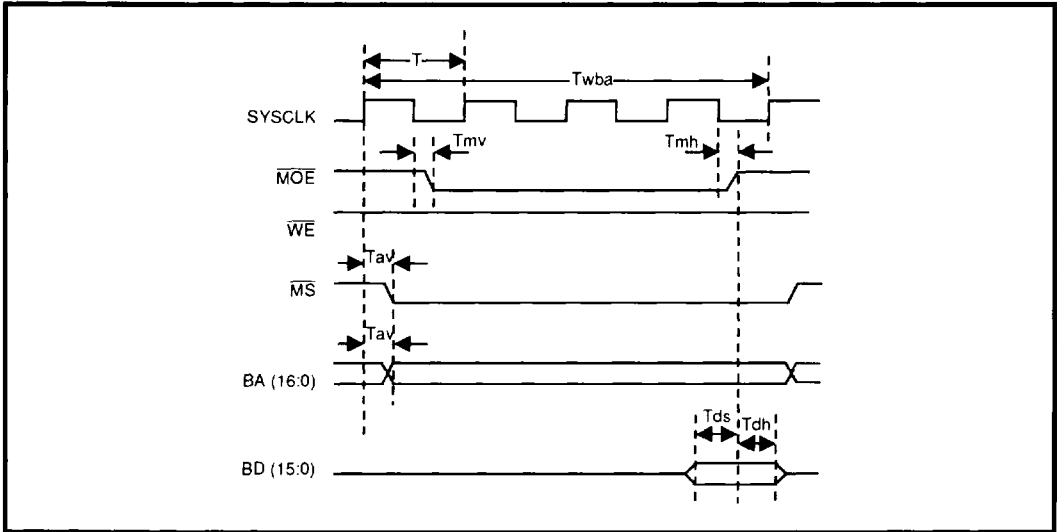 T
Twba
SYSCLK
Tmv
Tmh
MOE
WE
Tav
MS
Tav
BA (16:0)
Tds
Tdh
BD (15:0)